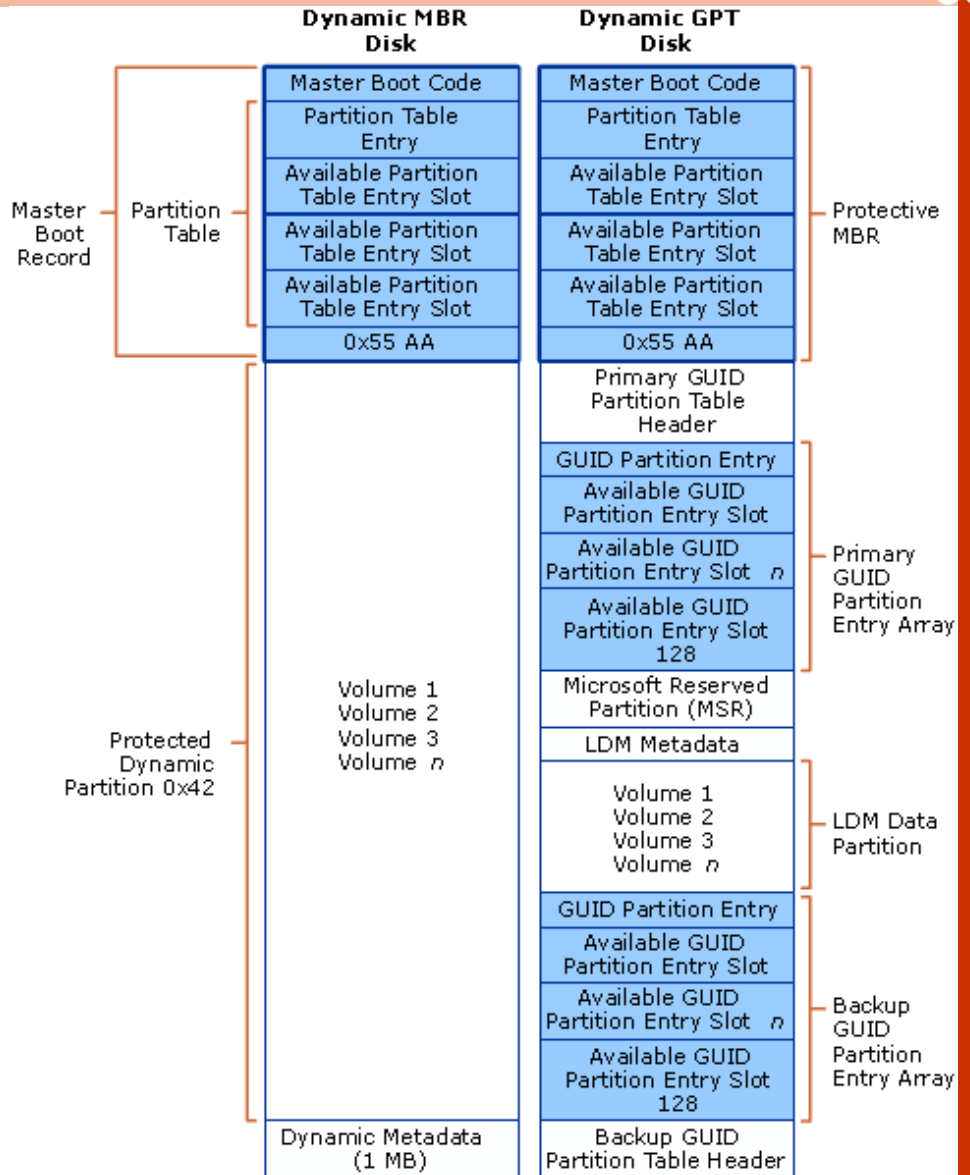 Dynamic MBR
Disk
Master Boot Code
Partition Table
Entry
Available Partition
Table Entry Slot
Available Partition
Table Entry Slot
Available Partition
Table Entry Slot
0x55 AA
Master
Boot
Record
Partition
Table
Volume 1
Volume 2
Volume 3
Volume n
Protected
Dynamic
Partition 0x42
Dynamic Metadata
(1 MB)
Dynamic GPT
Disk
Master Boot Code
Partition Table
Entry
Available Partition
Table Entry Slot
Available Partition
Table Entry Slot
Available Partition
Table Entry Slot
0x55 AA
Protective
MBR
Primary GUID
Partition Table
Header
GUID Partition Entry
Available GUID
Partition Entry Slot
Available GUID
Partition Entry Slot n
Available GUID
Partition Entry Slot
128
Primary
GUID
Partition
Entry Array
Microsoft Reserved
Partition (MSR)
LDM Metadata
Volume 1
Volume 2
Volume 3
Volume n
LDM Data
Partition
GUID Partition Entry
Available GUID
Partition Entry Slot
Available GUID
Partition Entry Slot n
Available GUID
Partition Entry Slot
128
Backup
GUID
Partition
Entry Array
Backup GUID
Partition Table Header